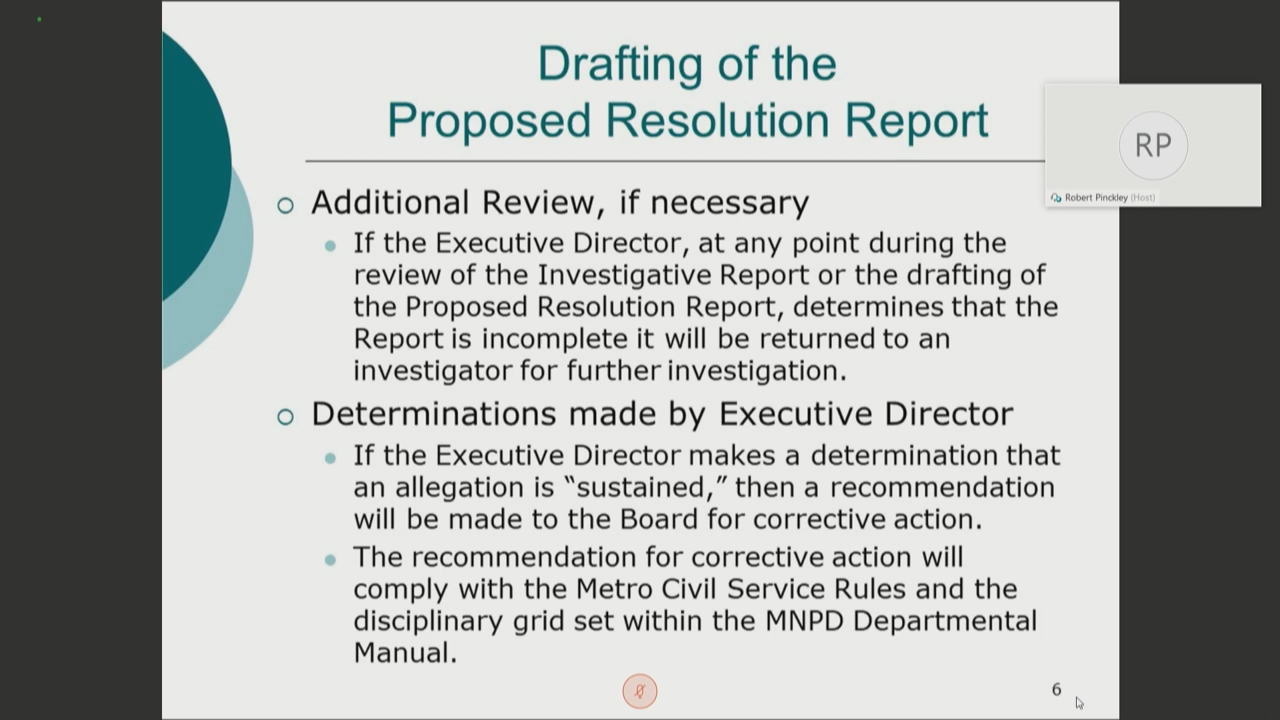 Drafting of the
Proposed Resolution Report
RP
Robert Pinckley (Host)
Additional Review, if necessary
If the Executive Director, at any point during the
review of the Investigative Report or the drafting of
the Proposed Resolution Report, determines that the
Report is incomplete it will be returned to an
investigator for further investigation.
Determinations made by Executive Director
If the Executive Director makes a determination that
an allegation is “sustained,” then a recommendation
will be made to the Board for corrective action.
The recommendation for corrective action will
comply with the Metro Civil Service Rules and the
disciplinary grid set within the MNPD Departmental
Manual.
6